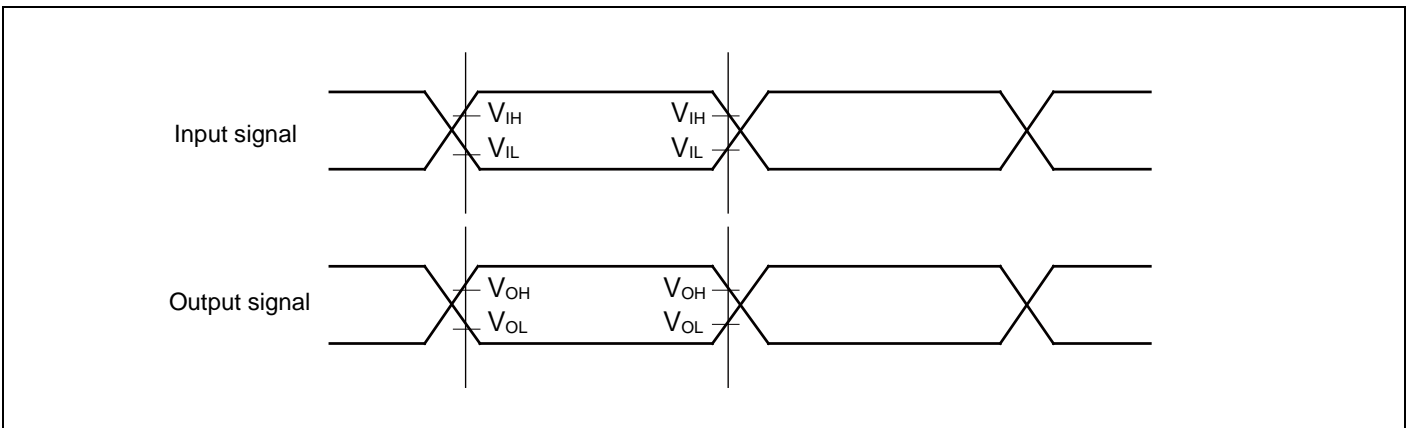 Input signal
VIH
VIH
VIL
VIL
Output signal
VOH
VOH
VOL
VOL